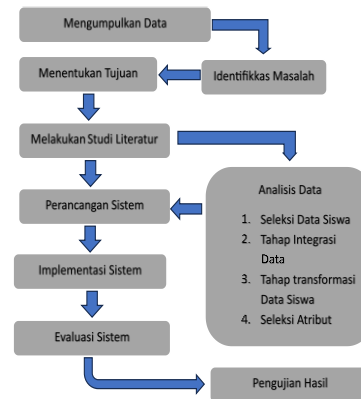 Mengumpulkan Data
Identifikkas Masalah
Menentukan Tujuan
Melakukan Studi Literatur
Analisis Data
1. Seleksi Data Siswa
2. Tahap Integrasi
Data
3. Tahap transformasi
Data Siswa
4. Seleksi Atribut
Perancangan Sistem
Implementasi Sistem
Evaluasi Sistem
Pengujian Hasil